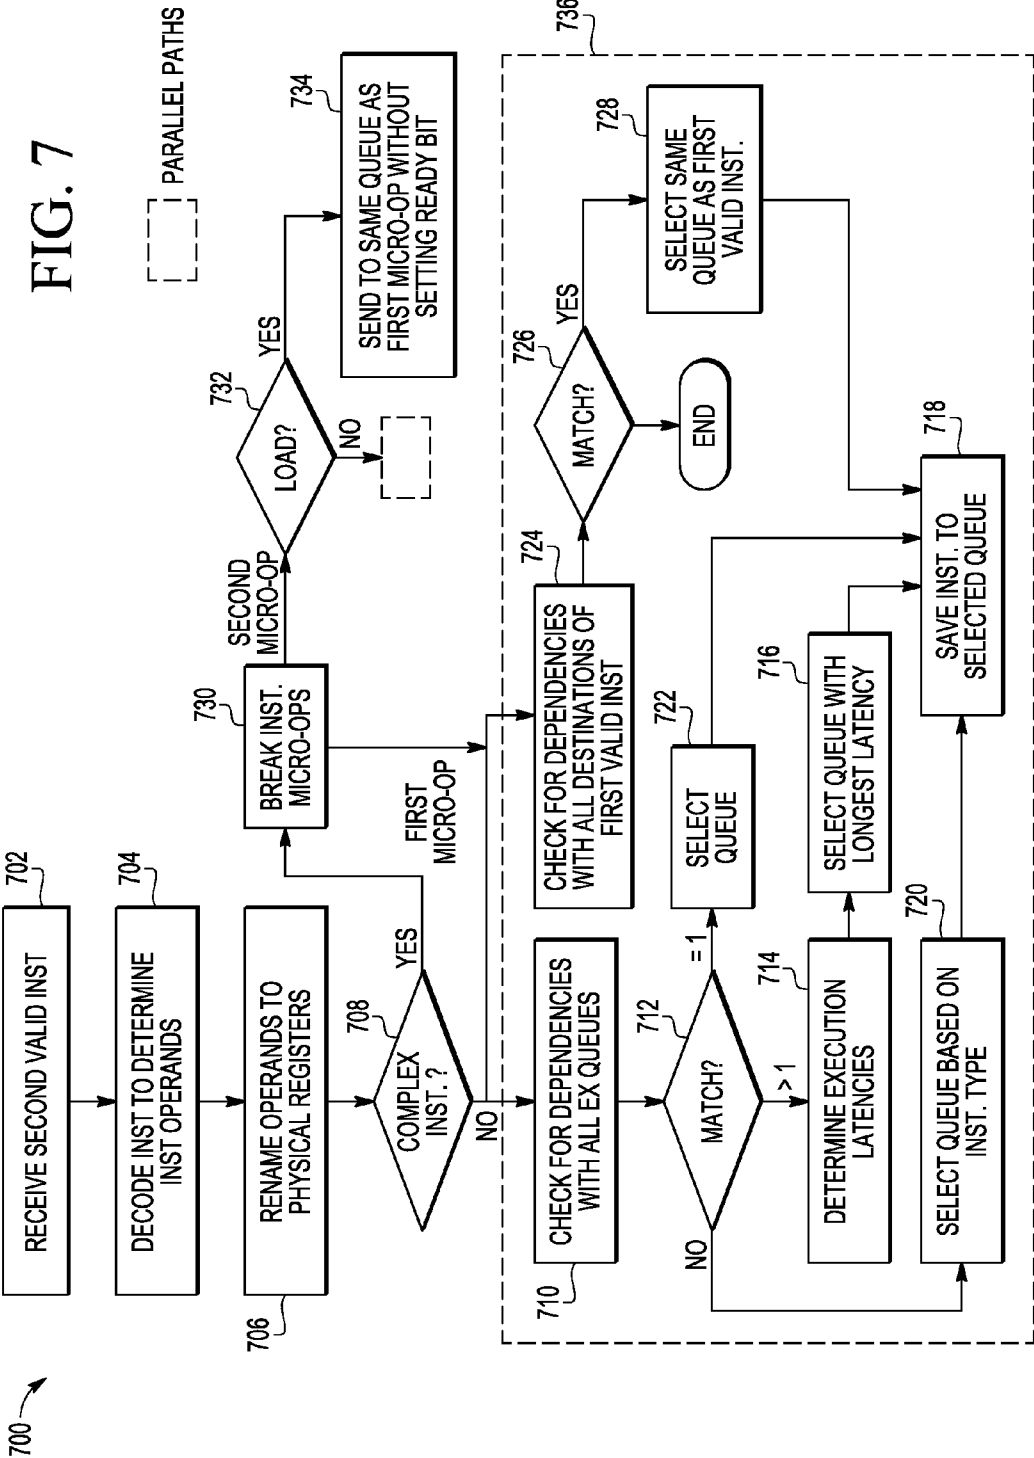 FIG. 7
PARALLEL PATHS
700
702
RECEIVE SECOND VALID INST
704
DECODE INST TO DETERMINE
INST OPERANDS
706
RENAME OPERANDS TO
PHYSICAL REGISTERS
708
COMPLEX
INST.?
YES
NO
730
BREAK INST.
MICRO-OPS
SECOND
MICRO-OP
FIRST
MICRO-OP
732
LOAD?
YES
NO
734
SEND TO SAME QUEUE AS
FIRST MICRO-OP WITHOUT
SETTING READY BIT
736
710
CHECK FOR DEPENDENCIES
WITH ALL EX QUEUES
724
CHECK FOR DEPENDENCIES
WITH ALL DESTINATIONS OF
FIRST VALID INST
726
MATCH?
YES
END
728
SELECT SAME
QUEUE AS FIRST
VALID INST.
712
MATCH?
NO
= 1
> 1
722
SELECT
QUEUE
714
DETERMINE EXECUTION
LATENCIES
716
SELECT QUEUE WITH
LONGEST LATENCY
720
SELECT QUEUE BASED ON
INST. TYPE
718
SAVE INST. TO
SELECTED QUEUE